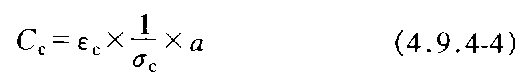 C_c = ε_c × 1/σ_c × a (4.9.4-4)